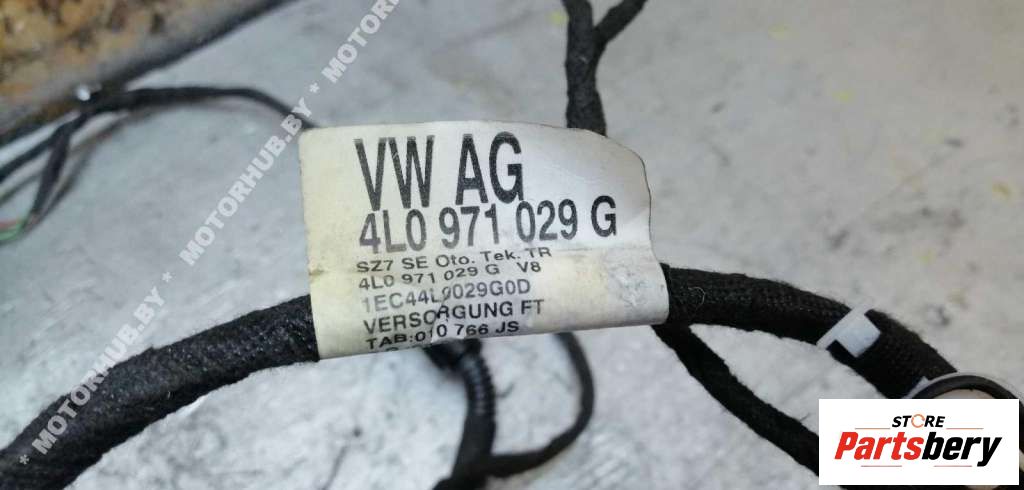 * MOTORHUB.BY * MOTORHUB.BY * MOTORHUB.BY *
VW AG
4L0 971 029 G
SZ7 SE Oto. Tek. TR
4L0 971 029 G V8
1EC44L0029G0D
VERSORGUNG FT
TAB:010 766 JS
STORE
Partsbery